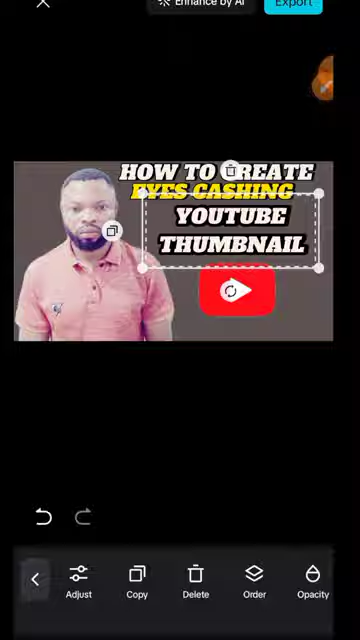 Enhance by AI
Export
HOW TO CREATE
EYES CASHING
YOUTUBE
THUMBNAIL
Adjust
Copy
Delete
Order
Opacity